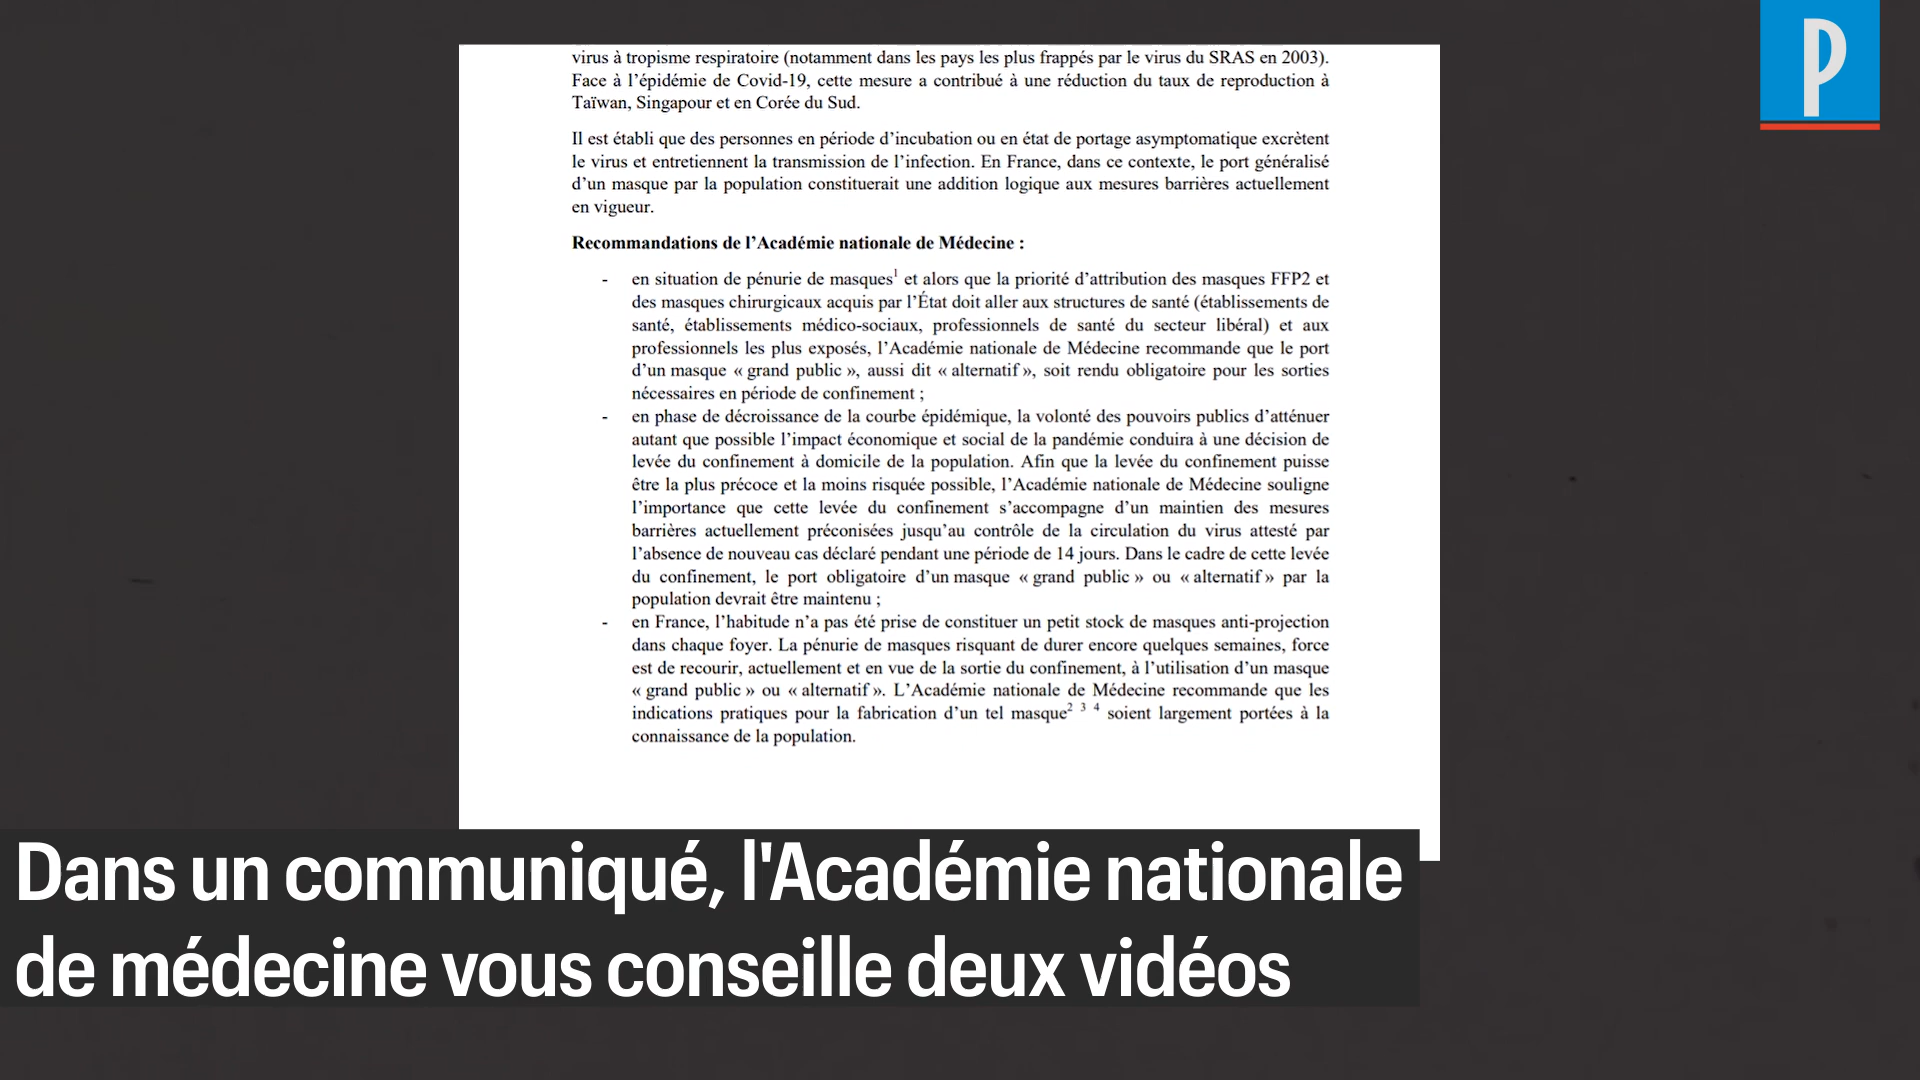 P
virus à tropisme respiratoire (notamment dans les pays les plus frappés par le virus du SRAS en 2003).
Face à l’épidémie de Covid-19, cette mesure a contribué à une réduction du taux de reproduction à
Taïwan, Singapour et en Corée du Sud.
Il est établi que des personnes en période d’incubation ou en état de portage asymptomatique excrètent
le virus et entretiennent la transmission de l’infection. En France, dans ce contexte, le port généralisé
d’un masque par la population constituerait une addition logique aux mesures barrières actuellement
en vigueur.
Recommandations de l’Académie nationale de Médecine :
- en situation de pénurie de masques¹ et alors que la priorité d’attribution des masques FFP2 et
des masques chirurgicaux acquis par l’État doit aller aux structures de santé (établissements de
santé, établissements médico-sociaux, professionnels de santé du secteur libéral) et aux
professionnels les plus exposés, l’Académie nationale de Médecine recommande que le port
d’un masque « grand public », aussi dit « alternatif », soit rendu obligatoire pour les sorties
nécessaires en période de confinement ;
- en phase de décroissance de la courbe épidémique, la volonté des pouvoirs publics d’atténuer
autant que possible l’impact économique et social de la pandémie conduira à une décision de
levée du confinement à domicile de la population. Afin que la levée du confinement puisse
être la plus précoce et la moins risquée possible, l’Académie nationale de Médecine souligne
l’importance que cette levée du confinement s’accompagne d’un maintien des mesures
barrières actuellement préconisées jusqu’au contrôle de la circulation du virus attesté par
l’absence de nouveau cas déclaré pendant une période de 14 jours. Dans le cadre de cette levée
du confinement, le port obligatoire d’un masque « grand public » ou « alternatif » par la
population devrait être maintenu ;
- en France, l’habitude n’a pas été prise de constituer un petit stock de masques anti-projection
dans chaque foyer. La pénurie de masques risquant de durer encore quelques semaines, force
est de recourir, actuellement et en vue de la sortie du confinement, à l’utilisation d’un masque
« grand public » ou « alternatif ». L’Académie nationale de Médecine recommande que les
indications pratiques pour la fabrication d’un tel masque² ³ ⁴ soient largement portées à la
connaissance de la population.
Dans un communiqué, l'Académie nationale
de médecine vous conseille deux vidéos